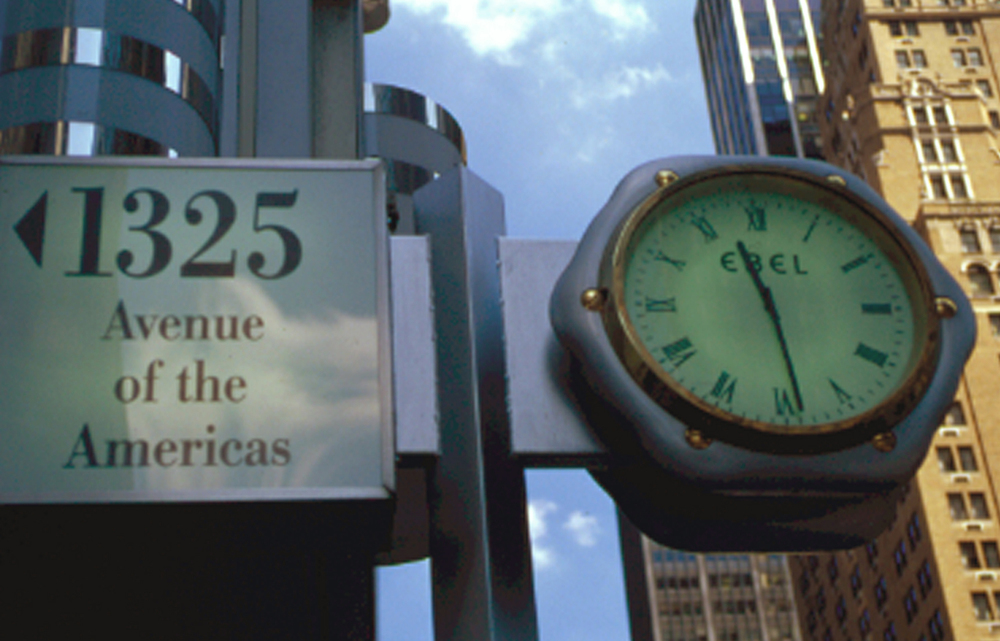 1325
Avenue
of the
Americas
XII
I
II
III
IIII
V
VI
VII
VIII
IX
X
XI
EBEL